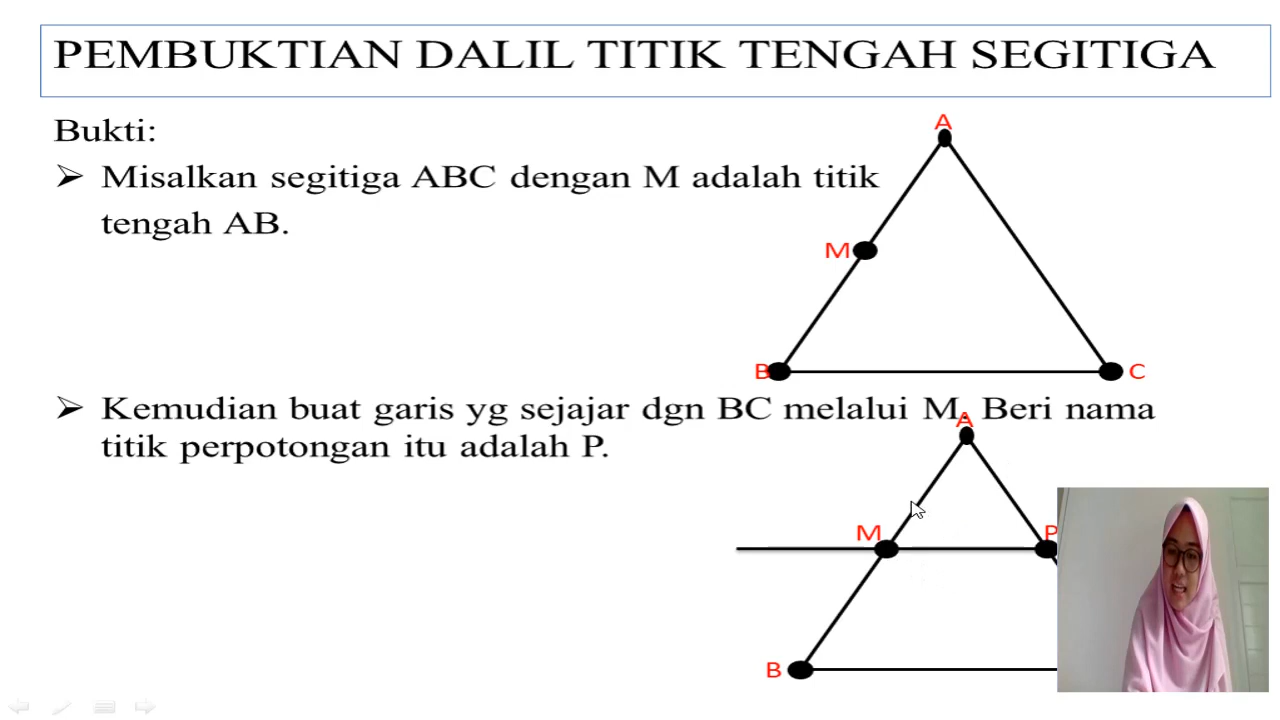 PEMBUKTIAN DALIL TITIK TENGAH SEGITIGA
Bukti:
➢ Misalkan segitiga ABC dengan M adalah titik
tengah AB.
A
M
B
C
➢ Kemudian buat garis yg sejajar dgn BC melalui M. Beri nama
titik perpotongan itu adalah P.
A
M
P
B